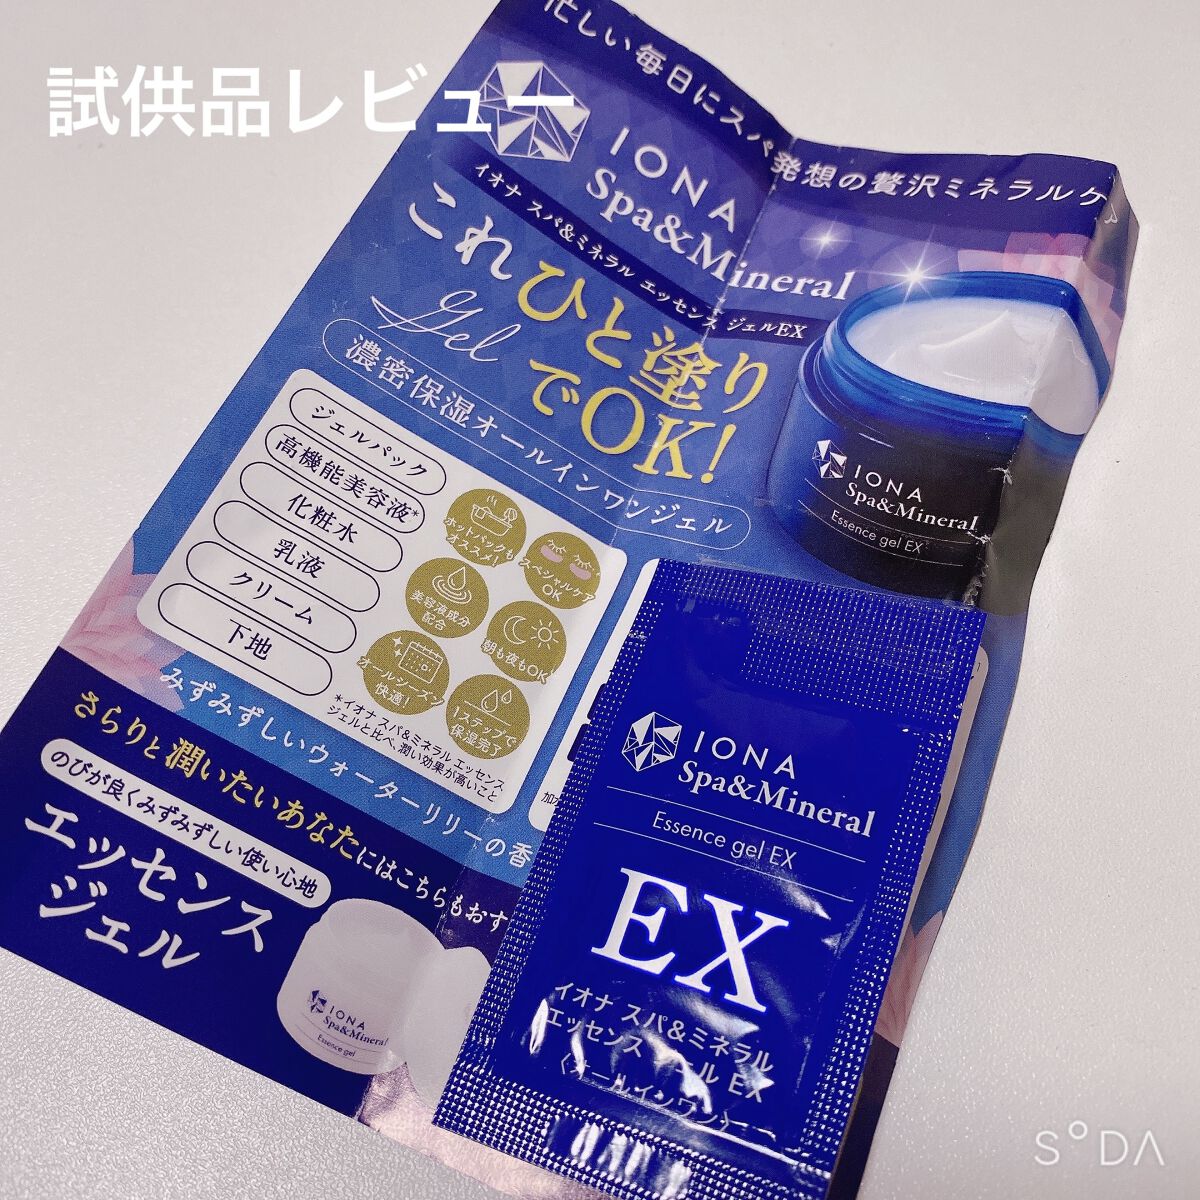 試供品レビュー
忙しい毎日にスパ発想の贅沢ミネラルケア
IONA
Spa&Mineral
イオナ スパ&ミネラル エッセンス ジェルEX
これひと塗り
でOK!
gel
濃密保湿オールインワンジェル
ジェルパック
高機能美容液*
化粧水
乳液
クリーム
下地
ホットパックも
オススメ!
スペシャルケア
OK
美容液成分
配合
朝も夜もOK!
オールシーズン
快適!
1ステップで
保湿完了
*イオナ スパ&ミネラル エッセンス
ジェルと比べ、潤い効果が高いこと
みずみずしいウォーターリリーの香
IONA
Spa&Mineral
Essence gel EX
さらりと潤いたいあなたにはこちらもおす
のびが良くみずみずしい使い心地
エッセンス
ジェル
IONA
Spa&Mineral
Essence gel
IONA
Spa&Mineral
Essence gel EX
EX
イオナ スパ&ミネラル
エッセンス ール EX
〈オールインワン〉
SODA